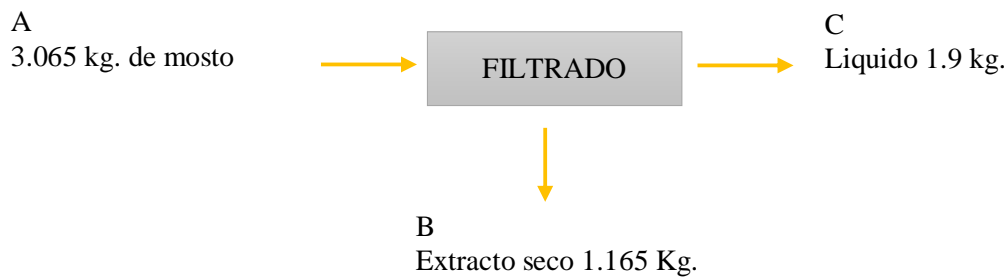 A
3.065 kg. de mosto
FILTRADO
C
Liquido 1.9 kg.
B
Extracto seco 1.165 Kg.